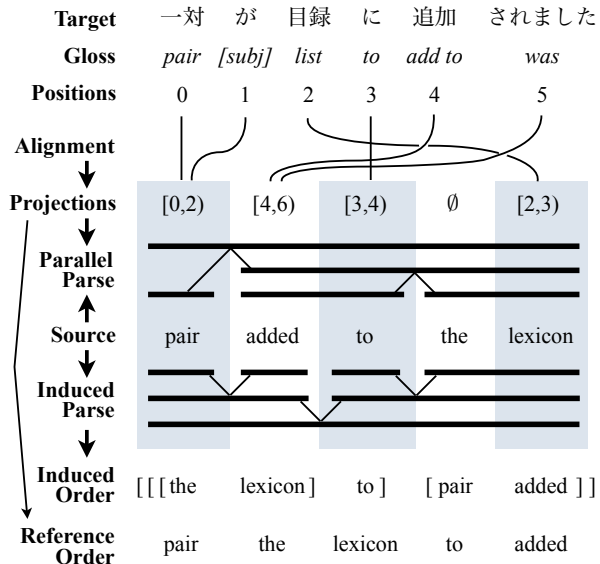 Target 一対 が 目録 に 追加 されました
Gloss pair [subj] list to add to was
Positions 0 1 2 3 4 5
Alignment
Projections [0,2) [4,6) [3,4) ∅ [2,3)
Parallel
Parse
Source pair added to the lexicon
Induced
Parse
Induced
Order [ [ [ the lexicon ] to ] [ pair added ] ]
Reference
Order pair the lexicon to added